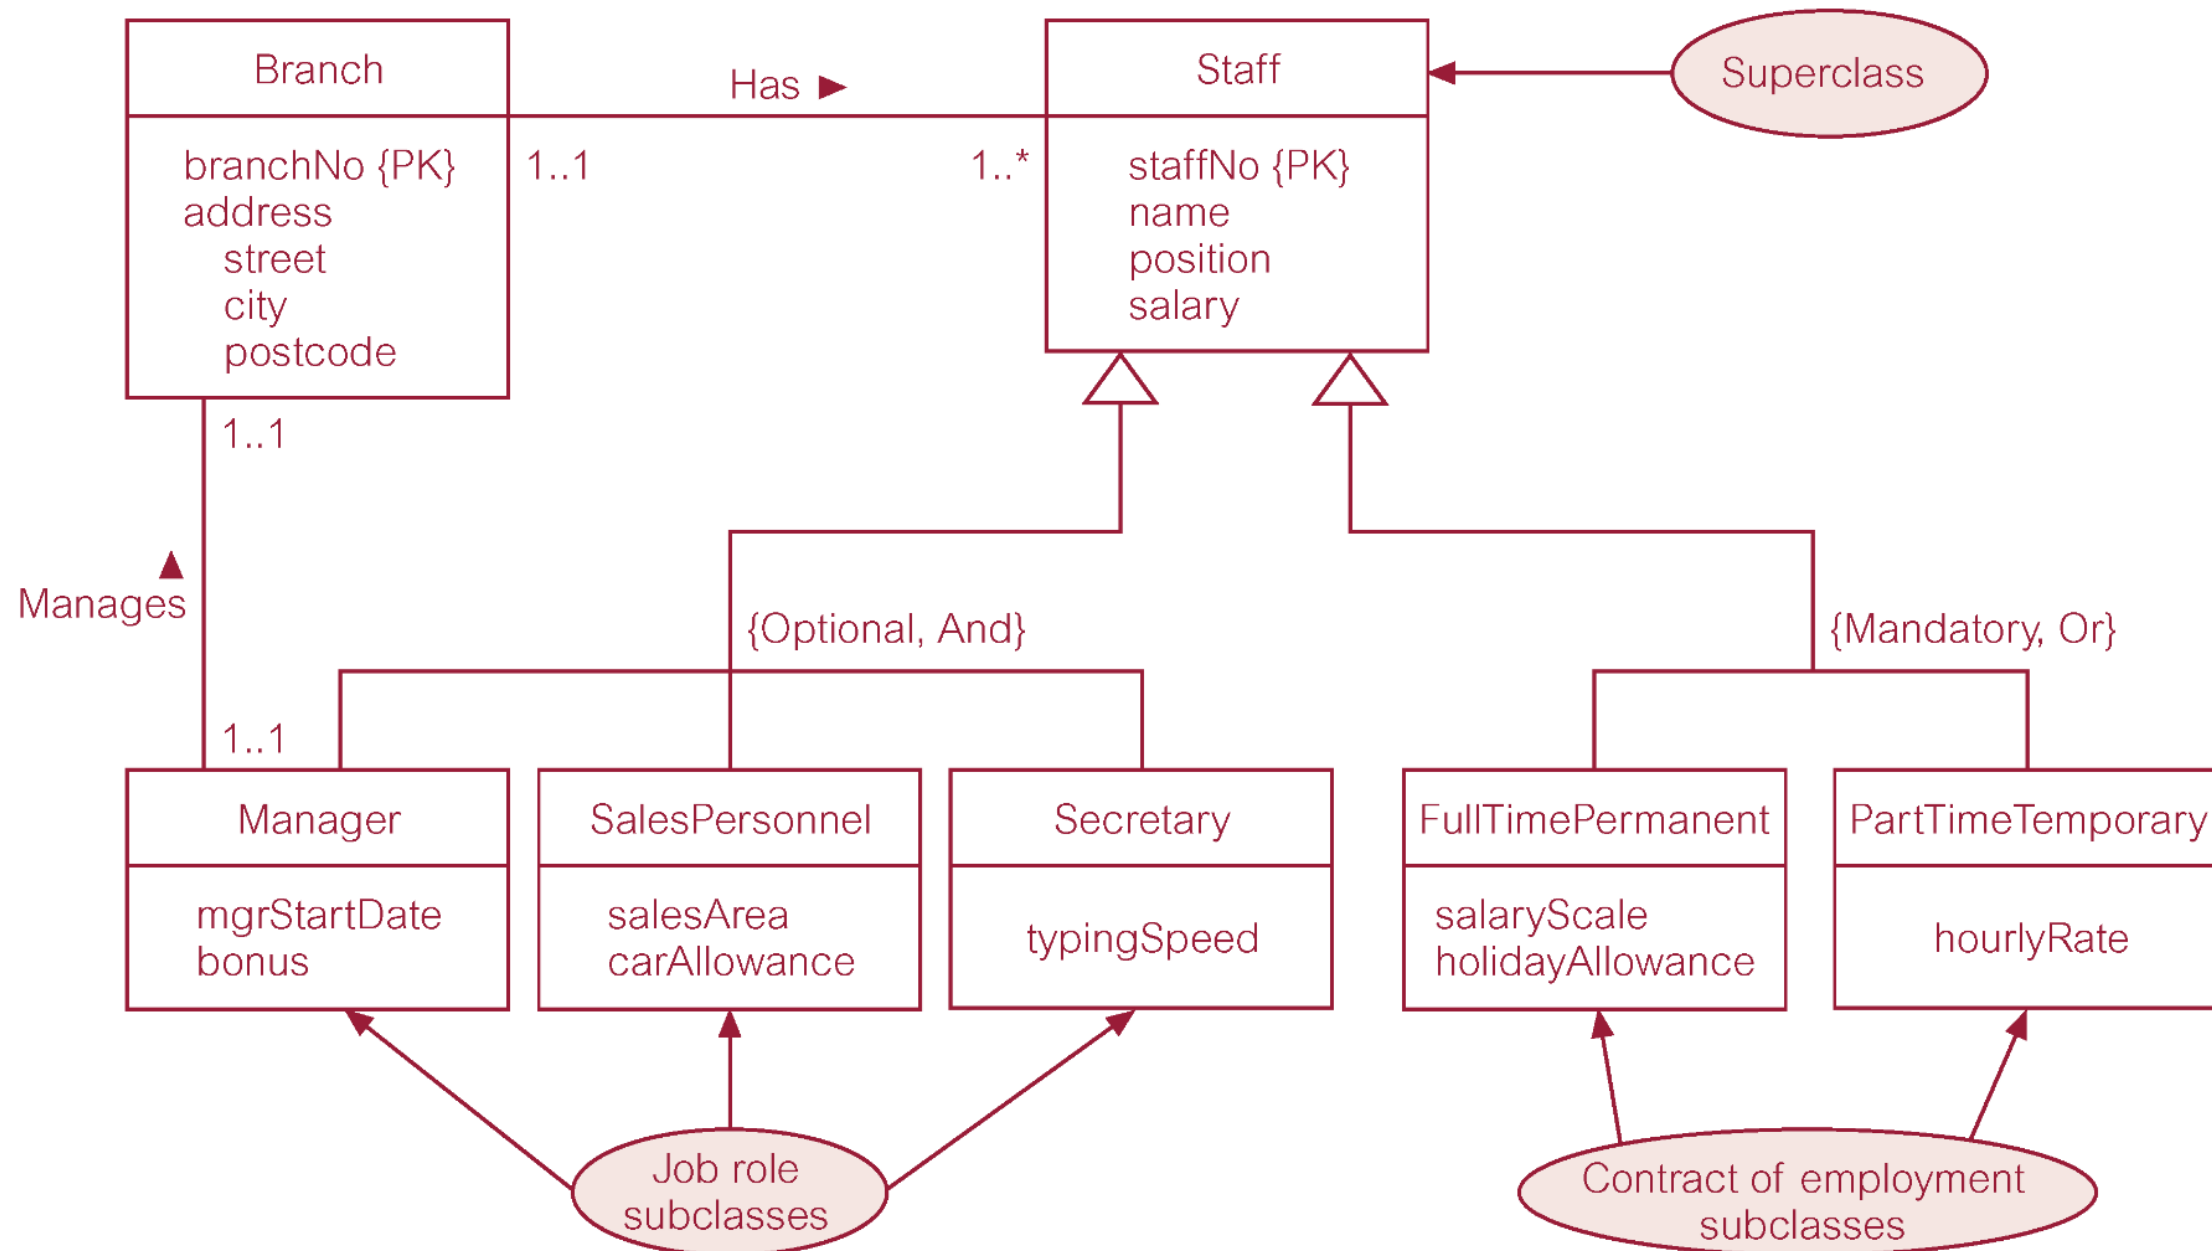 Branch
Has ►
Staff
Superclass
branchNo {PK}
address
street
city
postcode
1..1
1..*
staffNo {PK}
name
position
salary
1..1
Manages
{Optional, And}
{Mandatory, Or}
1..1
Manager
mgrStartDate
bonus
SalesPersonnel
salesArea
carAllowance
Secretary
typingSpeed
FullTimePermanent
salaryScale
holidayAllowance
PartTimeTemporary
hourlyRate
Job role
subclasses
Contract of employment
subclasses